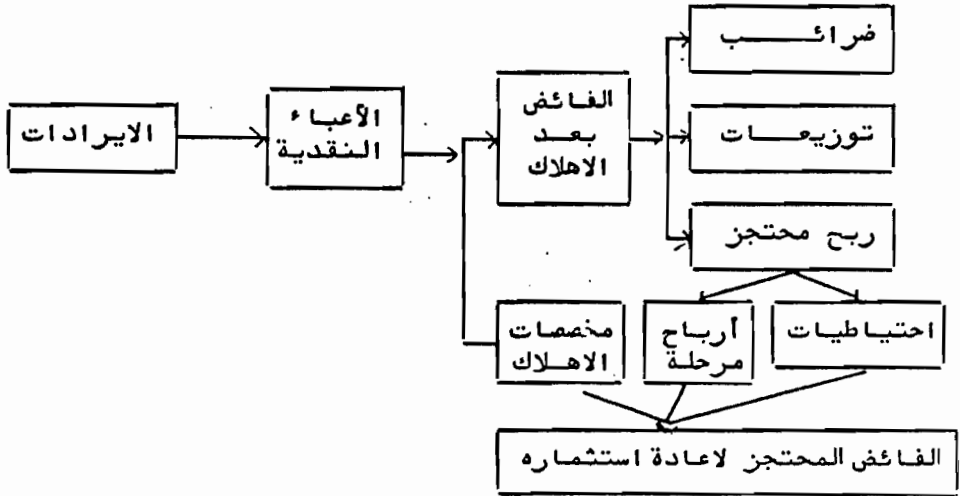 ضرائب
توزيعات
ربح محتجز
الفائض
بعد
الاهلاك
الأعباء
النقدية
الايرادات
احتياطيات
أرباح
مرحلة
مخصصات
الاهلاك
الفائض المحتجز لاعادة استثماره